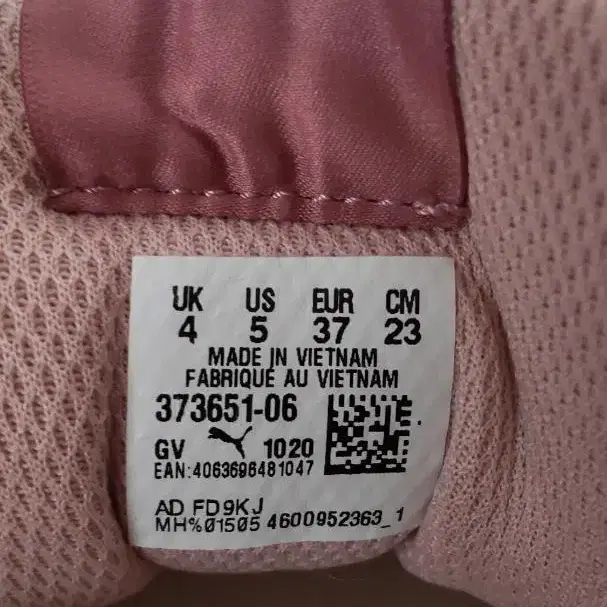 UK US EUR CM
4 5 37 23
MADE IN VIETNAM
FABRIQUÉ AU VIETNAM
373651-06
GV 1020
EAN:4063696481047
AD FD9KJ
MH%01505 4600952363_1